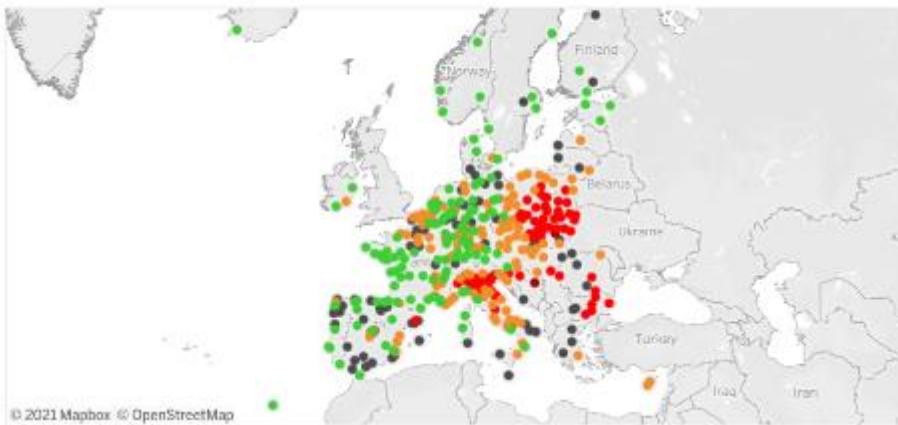 Finland
Norway
Belarus
Ukraine
Turkey
Iraq
Iran
© 2021 Mapbox © OpenStreetMap